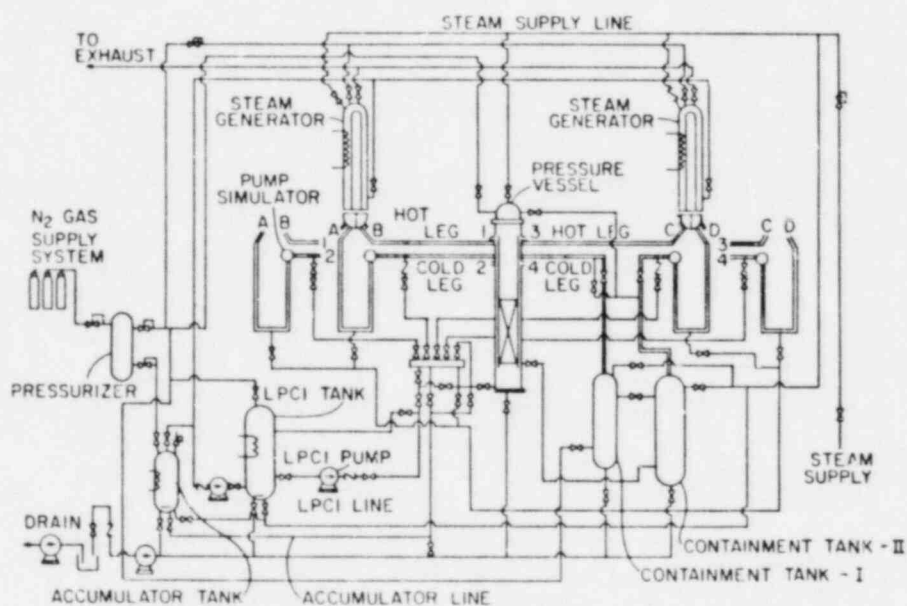 STEAM SUPPLY LINE
TO
EXHAUST
STEAM
GENERATOR
STEAM
GENERATOR
PRESSURE
VESSEL
PUMP
SIMULATOR
N2 GAS
SUPPLY
SYSTEM
A B
A B
HOT
LEG
1
1
3
HOT LEG
C D
C D
3
2
COLD
LEG
2
4
COLD
LEG
4
PRESSURIZER
LPCI TANK
LPCI PUMP
LPCI LINE
STEAM
SUPPLY
DRAIN
CONTAINMENT TANK - II
CONTAINMENT TANK - I
ACCUMULATOR TANK
ACCUMULATOR LINE